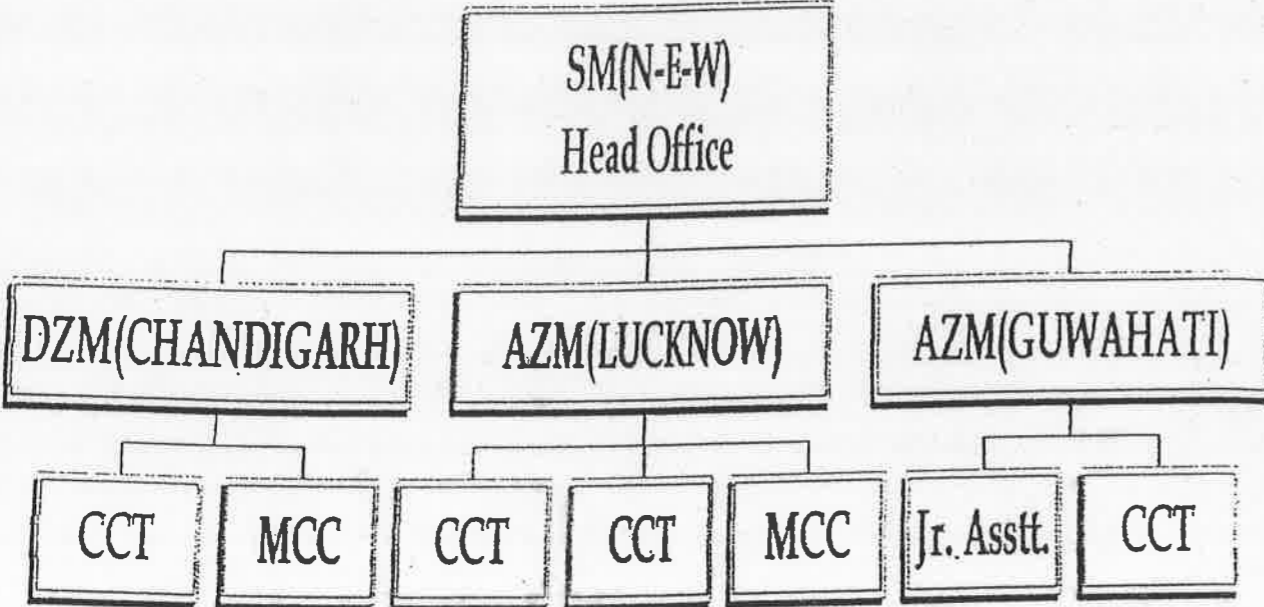 SM(N-E-W)
Head Office
DZM(CHANDIGARH)
AZM(LUCKNOW)
AZM(GUWAHATI)
CCT
MCC
CCT
CCT
MCC
Jr. Asstt.
CCT